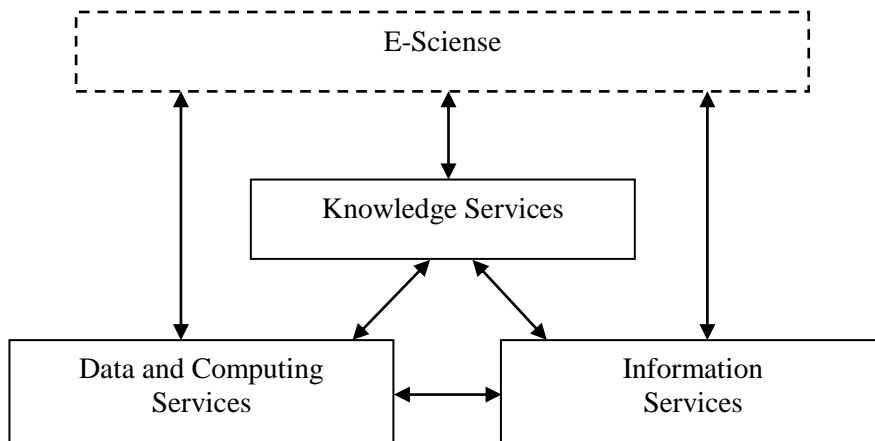 E-Sciense
Knowledge Services
Data and Computing
Services
Information
Services